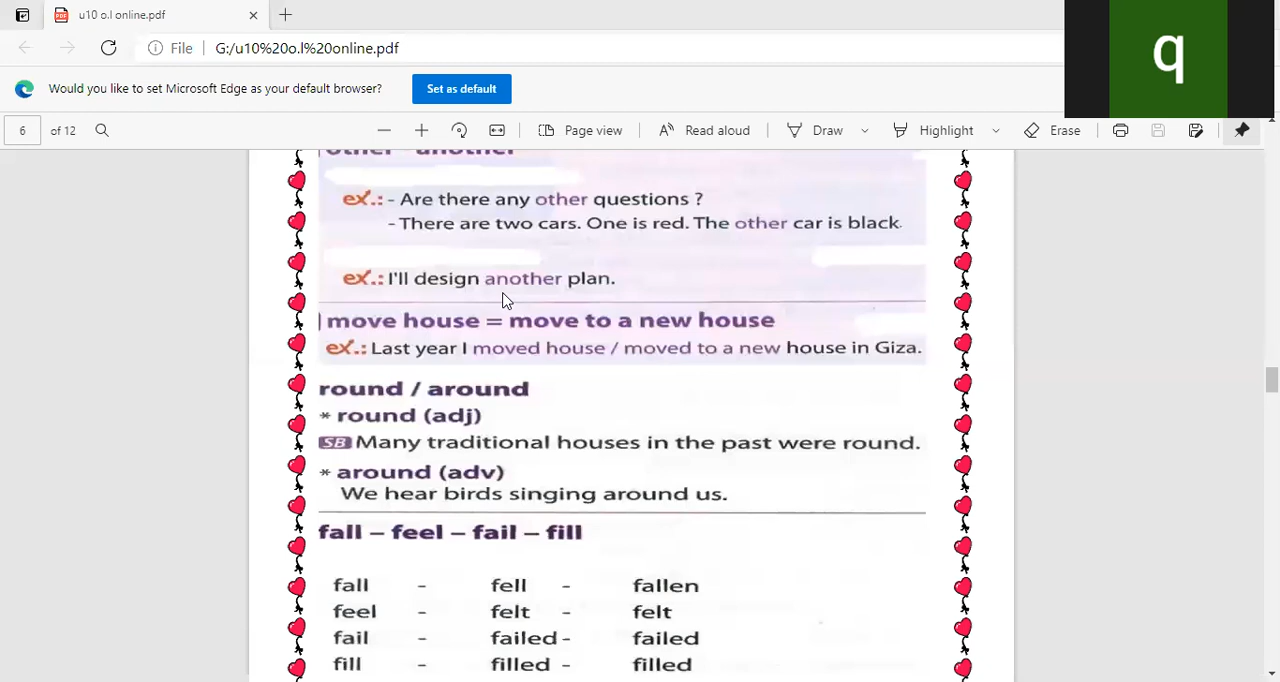 u10 o.l online.pdf
File G:/u10%20o.l%20online.pdf
q
Would you like to set Microsoft Edge as your default browser? Set as default
6 of 12 Page view Read aloud Draw Highlight Erase
other - another
ex.: - Are there any other questions ?
- There are two cars. One is red. The other car is black.
ex.: I'll design another plan.
move house = move to a new house
ex.: Last year I moved house / moved to a new house in Giza.
round / around
* round (adj)
SB Many traditional houses in the past were round.
* around (adv)
We hear birds singing around us.
fall – feel – fail – fill
fall - fell - fallen
feel - felt - felt
fail - failed - failed
fill - filled - filled